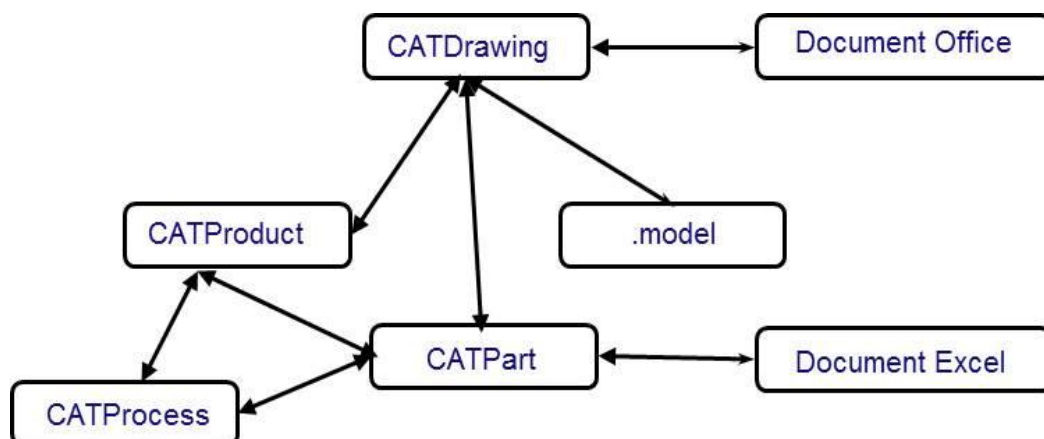 CATDrawing
Document Office
CATProduct
.model
CATPart
Document Excel
CATProcess